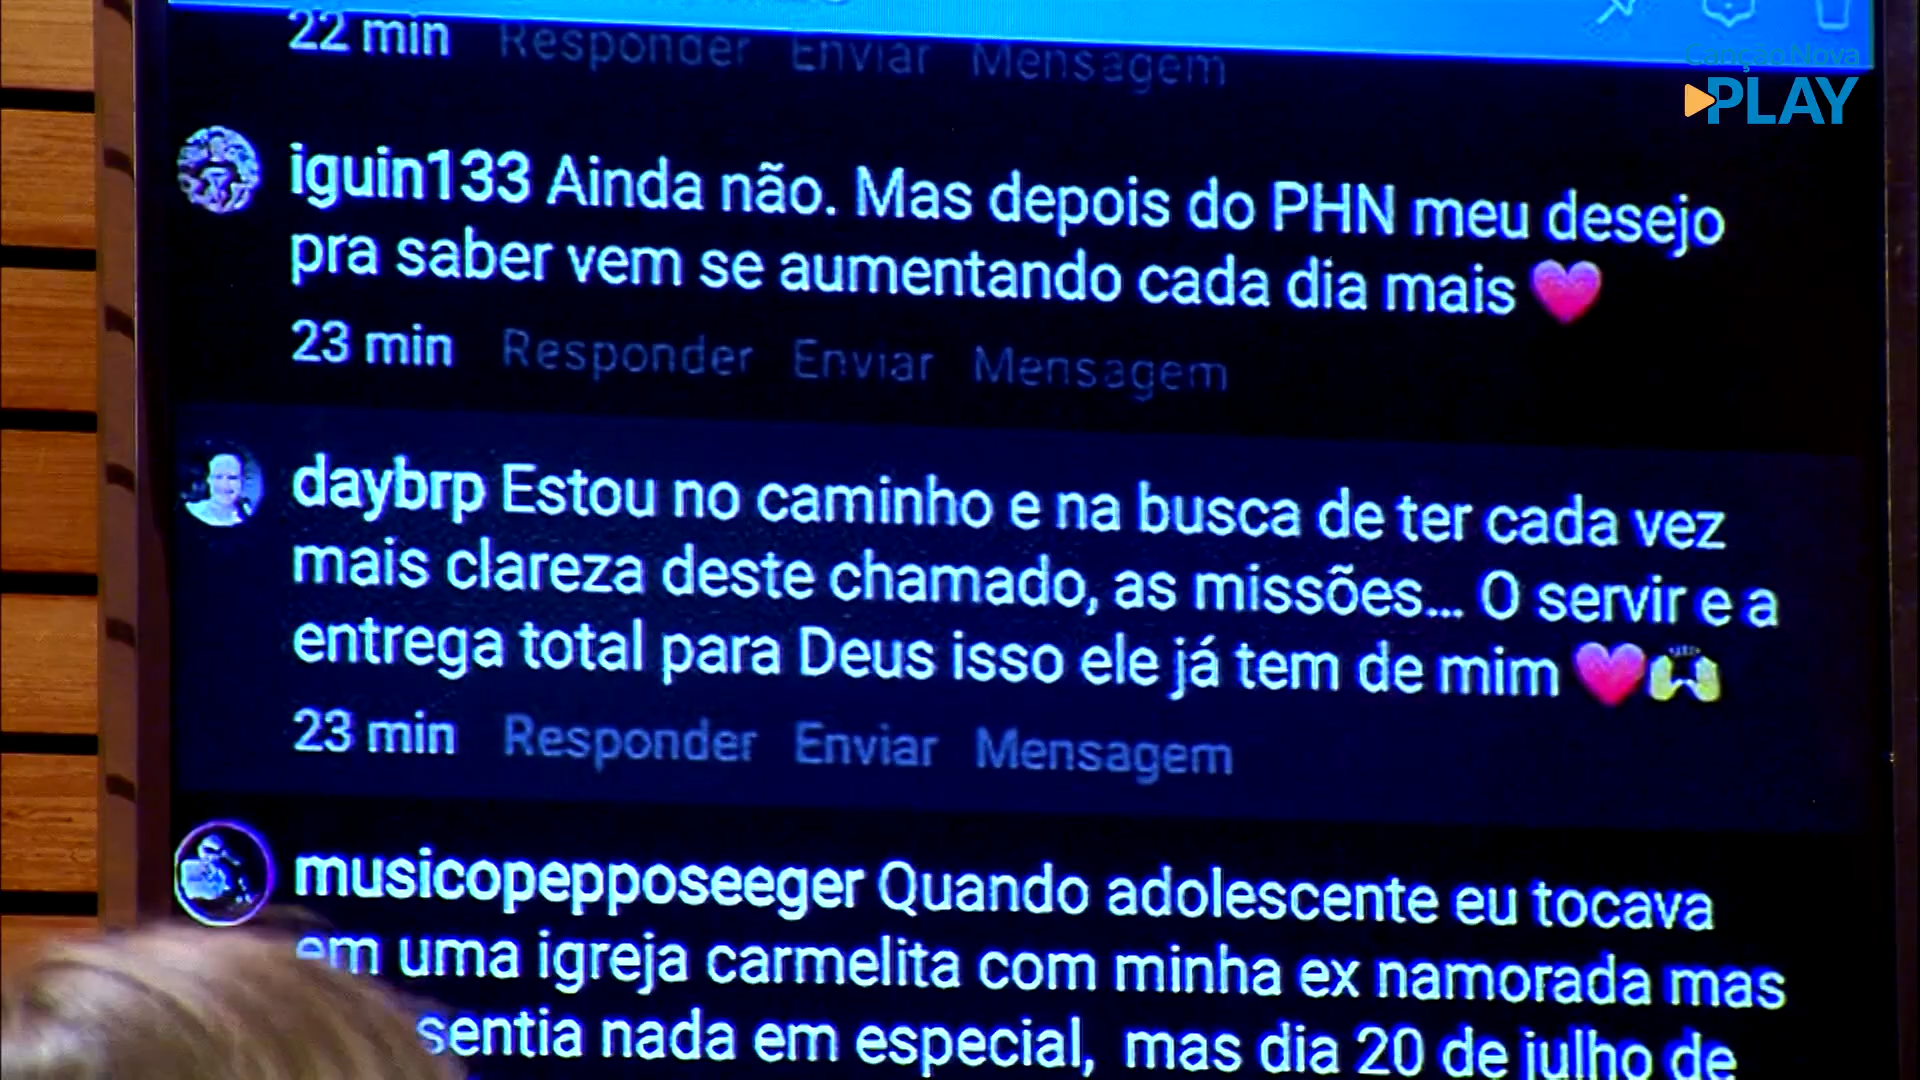 22 min Responder Enviar Mensagem
Canção Nova
PLAY
iguin133 Ainda não. Mas depois do PHN meu desejo
pra saber vem se aumentando cada dia mais 💗
23 min Responder Enviar Mensagem
daybrp Estou no caminho e na busca de ter cada vez
mais clareza deste chamado, as missões... O servir e a
entrega total para Deus isso ele já tem de mim 💗🙌
23 min Responder Enviar Mensagem
musicopepposeeger Quando adolescente eu tocava
em uma igreja carmelita com minha ex namorada mas
sentia nada em especial, mas dia 20 de julho de